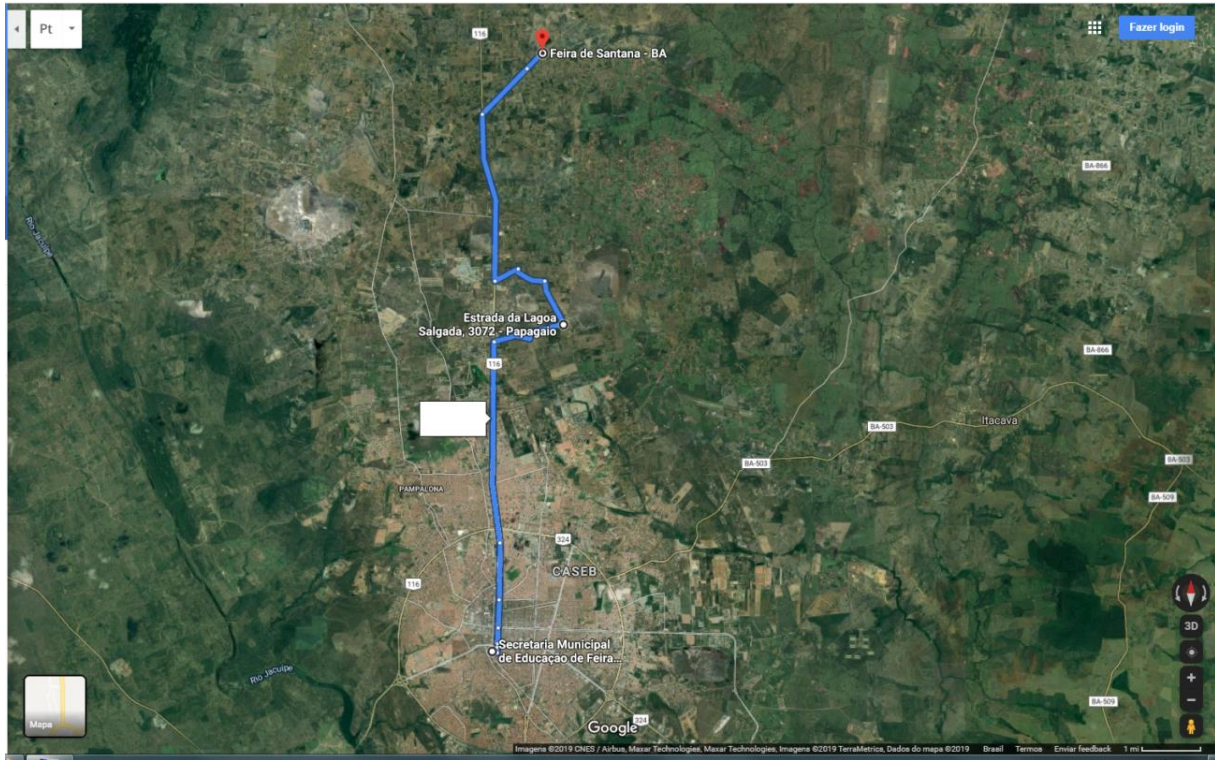 Pt
116
Feira de Santana - BA
Fazer login
BA-866
Rio Jacuípe
Estrada da Lagoa
Salgada, 3072 - Papagaio
116
BA-866
Itacava
BA-503
BA-503
BA-503
BA-509
PAMPALONA
324
CASEB
116
3D
Secretaria Municipal
de Educação de Feira...
Rio Jacuípe
Mapa
BA-509
Google
324
Imagens ©2019 CNES / Airbus, Maxar Technologies, Maxar Technologies, Imagens ©2019 TerraMetrics, Dados do mapa ©2019 Brasil Termos Enviar feedback 1 mi